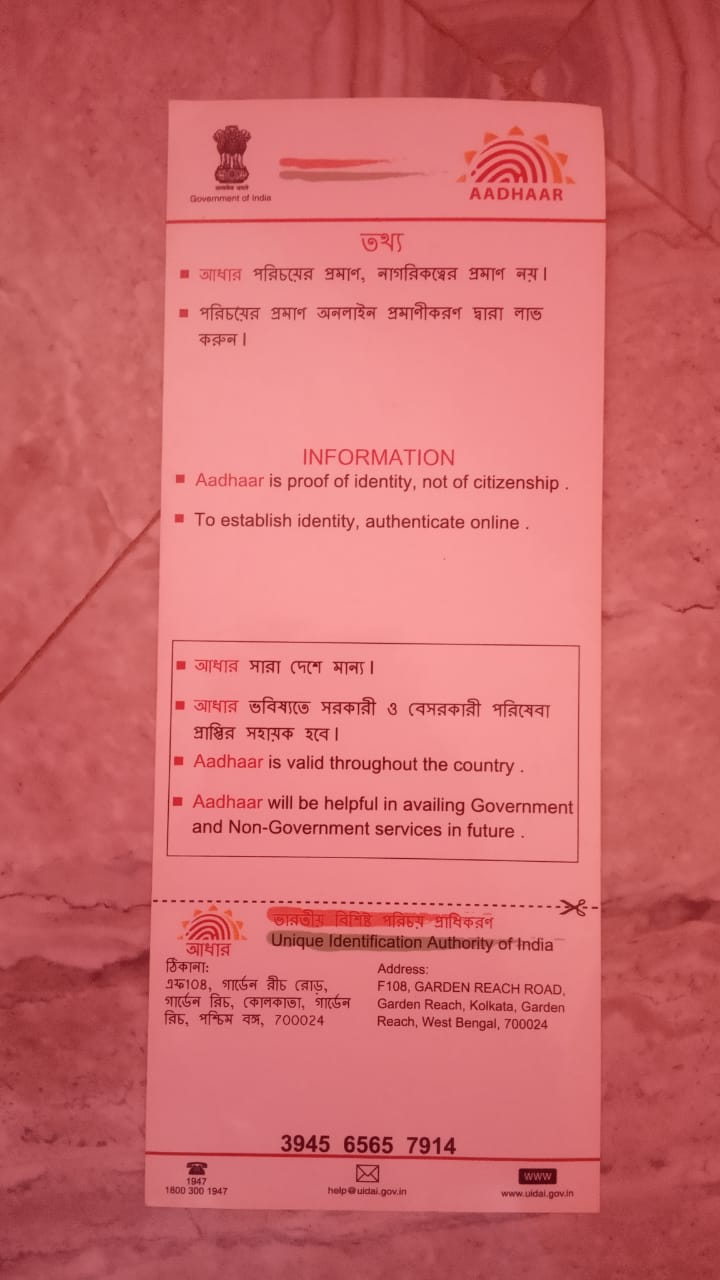 सत्यमेव जयते
Government of India
AADHAAR
তথ্য
আধার পরিচয়ের প্রমাণ, নাগরিকত্বের প্রমাণ নয়।
পরিচয়ের প্রমাণ অনলাইন প্রমাণীকরণ দ্বারা লাভ
করুন।
INFORMATION
Aadhaar is proof of identity, not of citizenship .
To establish identity, authenticate online .
আধার সারা দেশে মান্য।
আধার ভবিষ্যতে সরকারী ও বেসরকারী পরিষেবা
প্রাপ্তির সহায়ক হবে।
Aadhaar is valid throughout the country .
Aadhaar will be helpful in availing Government
and Non-Government services in future .
ভারতীয় বিশিষ্ট পরিচয় প্রাধিকরণ
Unique Identification Authority of India
আধার
ঠিকানা:
এফ108, গার্ডেন রীচ রোড,
গার্ডেন রিচ, কোলকাতা, গার্ডেন
রিচ, পশ্চিম বঙ্গ, 700024
Address:
F108, GARDEN REACH ROAD,
Garden Reach, Kolkata, Garden
Reach, West Bengal, 700024
3945 6565 7914
1947
1800 300 1947
help@uidai.gov.in
www
www.uidai.gov.in